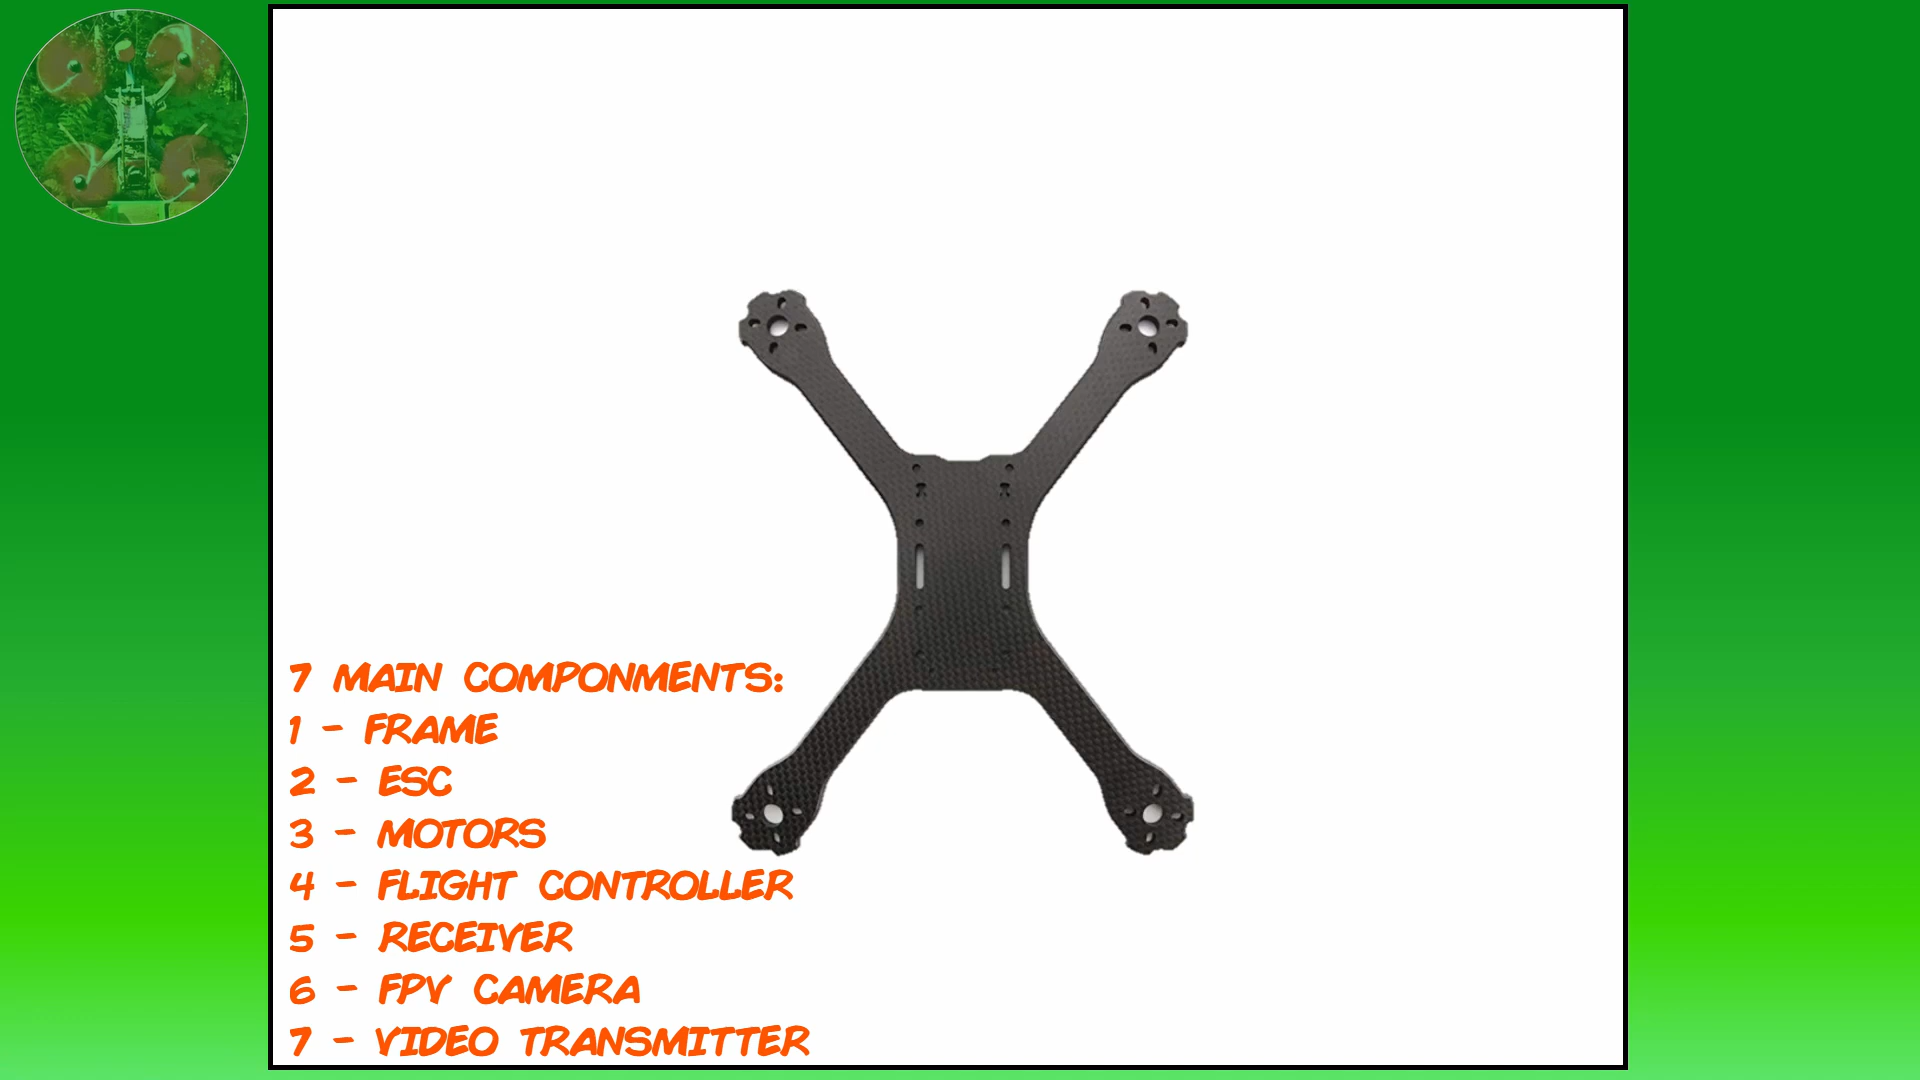 7 MAIN COMPONMENTS:
1 - FRAME
2 - ESC
3 - MOTORS
4 - FLIGHT CONTROLLER
5 - RECEIVER
6 - FPV CAMERA
7 - VIDEO TRANSMITTER